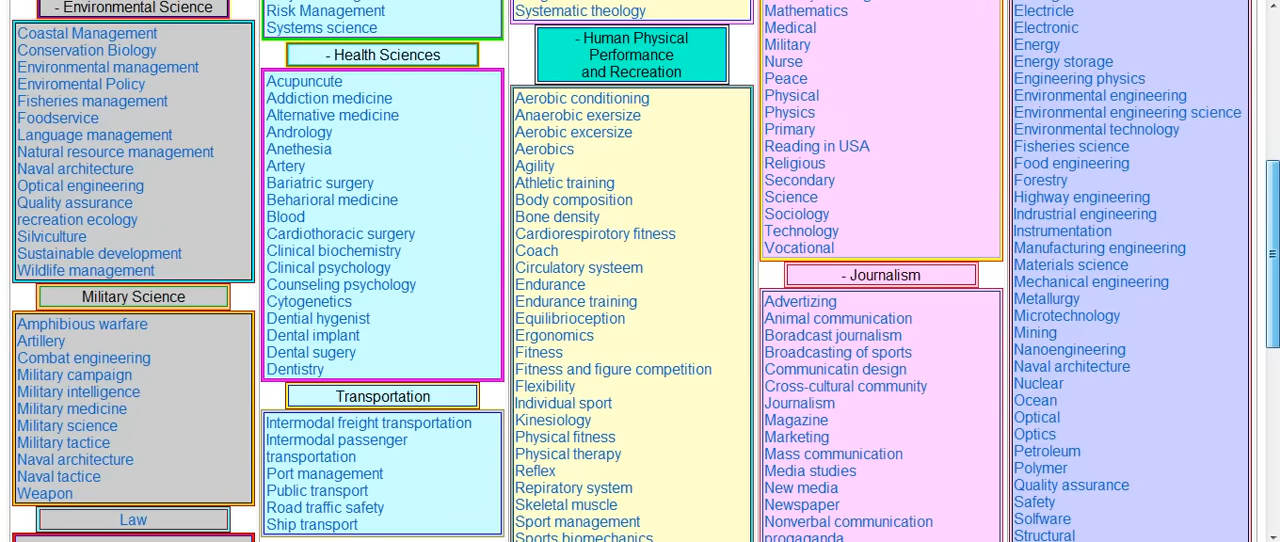 - Environmental Science
Coastal Management
Conservation Biology
Environmental management
Enviromental Policy
Fisheries management
Foodservice
Language management
Natural resource management
Naval architecture
Optical engineering
Quality assurance
recreation ecology
Silviculture
Sustainable development
Wildlife management
Military Science
Amphibious warfare
Artillery
Combat engineering
Military campaign
Military intelligence
Military medicine
Military science
Military tactice
Naval architecture
Naval tactice
Weapon
Law
Risk Management
Systems science
- Health Sciences
Acupuncute
Addiction medicine
Alternative medicine
Andrology
Anethesia
Artery
Bariatric surgery
Beharioral medicine
Blood
Cardiothoracic surgery
Clinical biochemistry
Clinical psychology
Counseling psychology
Cytogenetics
Dential hygenist
Dental implant
Dental sugery
Dentistry
Transportation
Intermodal freight transportation
Intermodal passenger
transportation
Port management
Public transport
Road traffic safety
Ship transport
Systematic theology
- Human Physical
Performance
and Recreation
Aerobic conditioning
Anaerobic exersize
Aerobic excersize
Aerobics
Agility
Athletic training
Body composition
Bone density
Cardiorespirotory fitness
Coach
Circulatory systeem
Endurance
Endurance training
Equilibrioception
Ergonomics
Fitness
Fitness and figure competition
Flexibility
Individual sport
Kinesiology
Physical fitness
Physical therapy
Reflex
Repiratory system
Skeletal muscle
Sport management
Sports biomechanics
Mathematics
Medical
Military
Nurse
Peace
Physical
Physics
Primary
Reading in USA
Religious
Secondary
Science
Sociology
Technology
Vocational
- Journalism
Advertizing
Animal communication
Boradcast journalism
Broadcasting of sports
Communicatin design
Cross-cultural community
Journalism
Magazine
Marketing
Mass communication
Media studies
New media
Newspaper
Nonverbal communication
propaganda
Electricle
Electronic
Energy
Energy storage
Engineering physics
Environmental engineering
Environmental engineering science
Environmental technology
Fisheries science
Food engineering
Forestry
Highway engineering
Indrustrial engineering
Instrumentation
Manufacturing engineering
Materials science
Mechanical engineering
Metallurgy
Microtechnology
Mining
Nanoengineering
Naval architecture
Nuclear
Ocean
Optical
Optics
Petroleum
Polymer
Quality assurance
Safety
Solfware
Structural